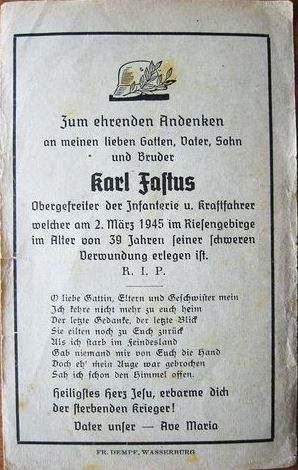 Zum ehrenden Andenken
an meinen lieben Gatten, Vater, Sohn
und Bruder
Karl Fastus
Obergefreiter der Infanterie u. Kraftfahrer
welcher am 2. März 1945 im Riesengebirge
im Alter von 39 Jahren seiner schweren
Verwundung erlegen ist.
R. I. P.
O liebe Gattin, Eltern und Geschwister mein
Ich kehre nicht mehr zu euch heim
Der letzte Gedanke, der letzte Blick
Sie eilten noch zu Euch zurück
Als ich starb im Feindesland
Gab niemand mir von Euch die Hand
Doch eh' mein Auge war gebrochen
Sah ich schon den Himmel offen.
Heiligstes Herz Jesu, erbarme dich
der sterbenden Krieger!
Vater unser — Ave Maria
FR. DEMPF, WASSERBURG